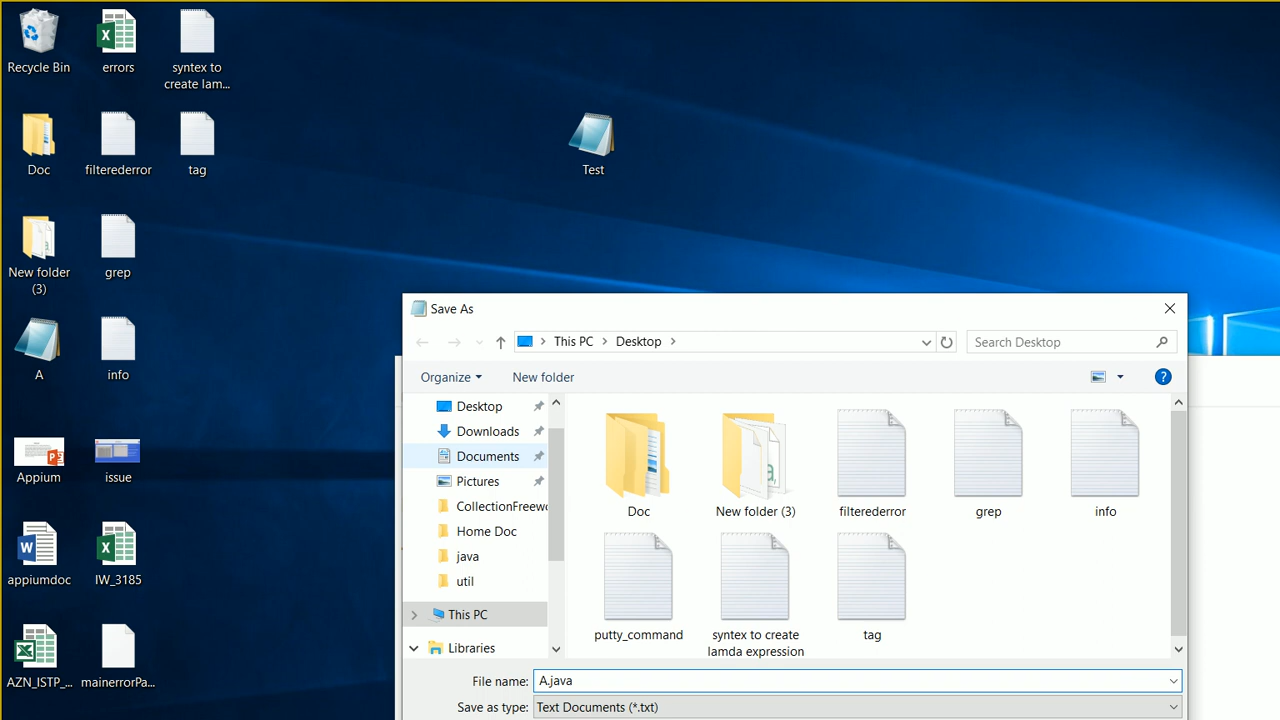 Recycle Bin
errors
syntex to
create lam...
Doc
filterederror
tag
Test
New folder
(3)
grep
A
info
Appium
issue
appiumdoc
IW_3185
AZN_ISTP_...
mainerrorPa...
Save As
This PC
Desktop
Search Desktop
Organize
New folder
?
Desktop
Downloads
Documents
Pictures
CollectionFreew
Home Doc
java
util
This PC
Libraries
Doc
New folder (3)
filterederror
grep
info
putty_command
syntex to create
lamda expression
tag
File name:
A.java
Save as type:
Text Documents (*.txt)